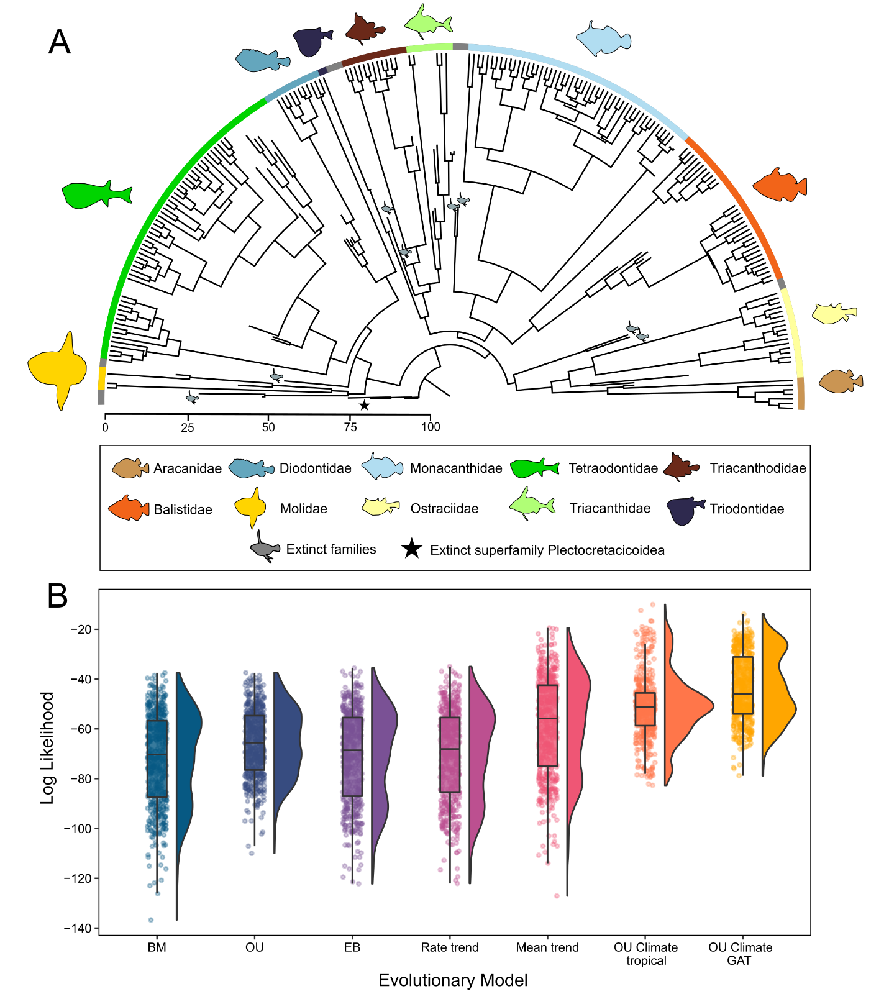 A
0 25 50 75 100
Aracanidae Diodontidae Monacanthidae Tetraodontidae Triacanthodidae
Balistidae Molidae Ostraciidae Triacanthidae Triodontidae
Extinct families Extinct superfamily Plectocretacicoidea
B
Log Likelihood
−20
−40
−60
−80
−100
−120
−140
BM OU EB Rate trend Mean trend OU Climate tropical OU Climate GAT
Evolutionary Model